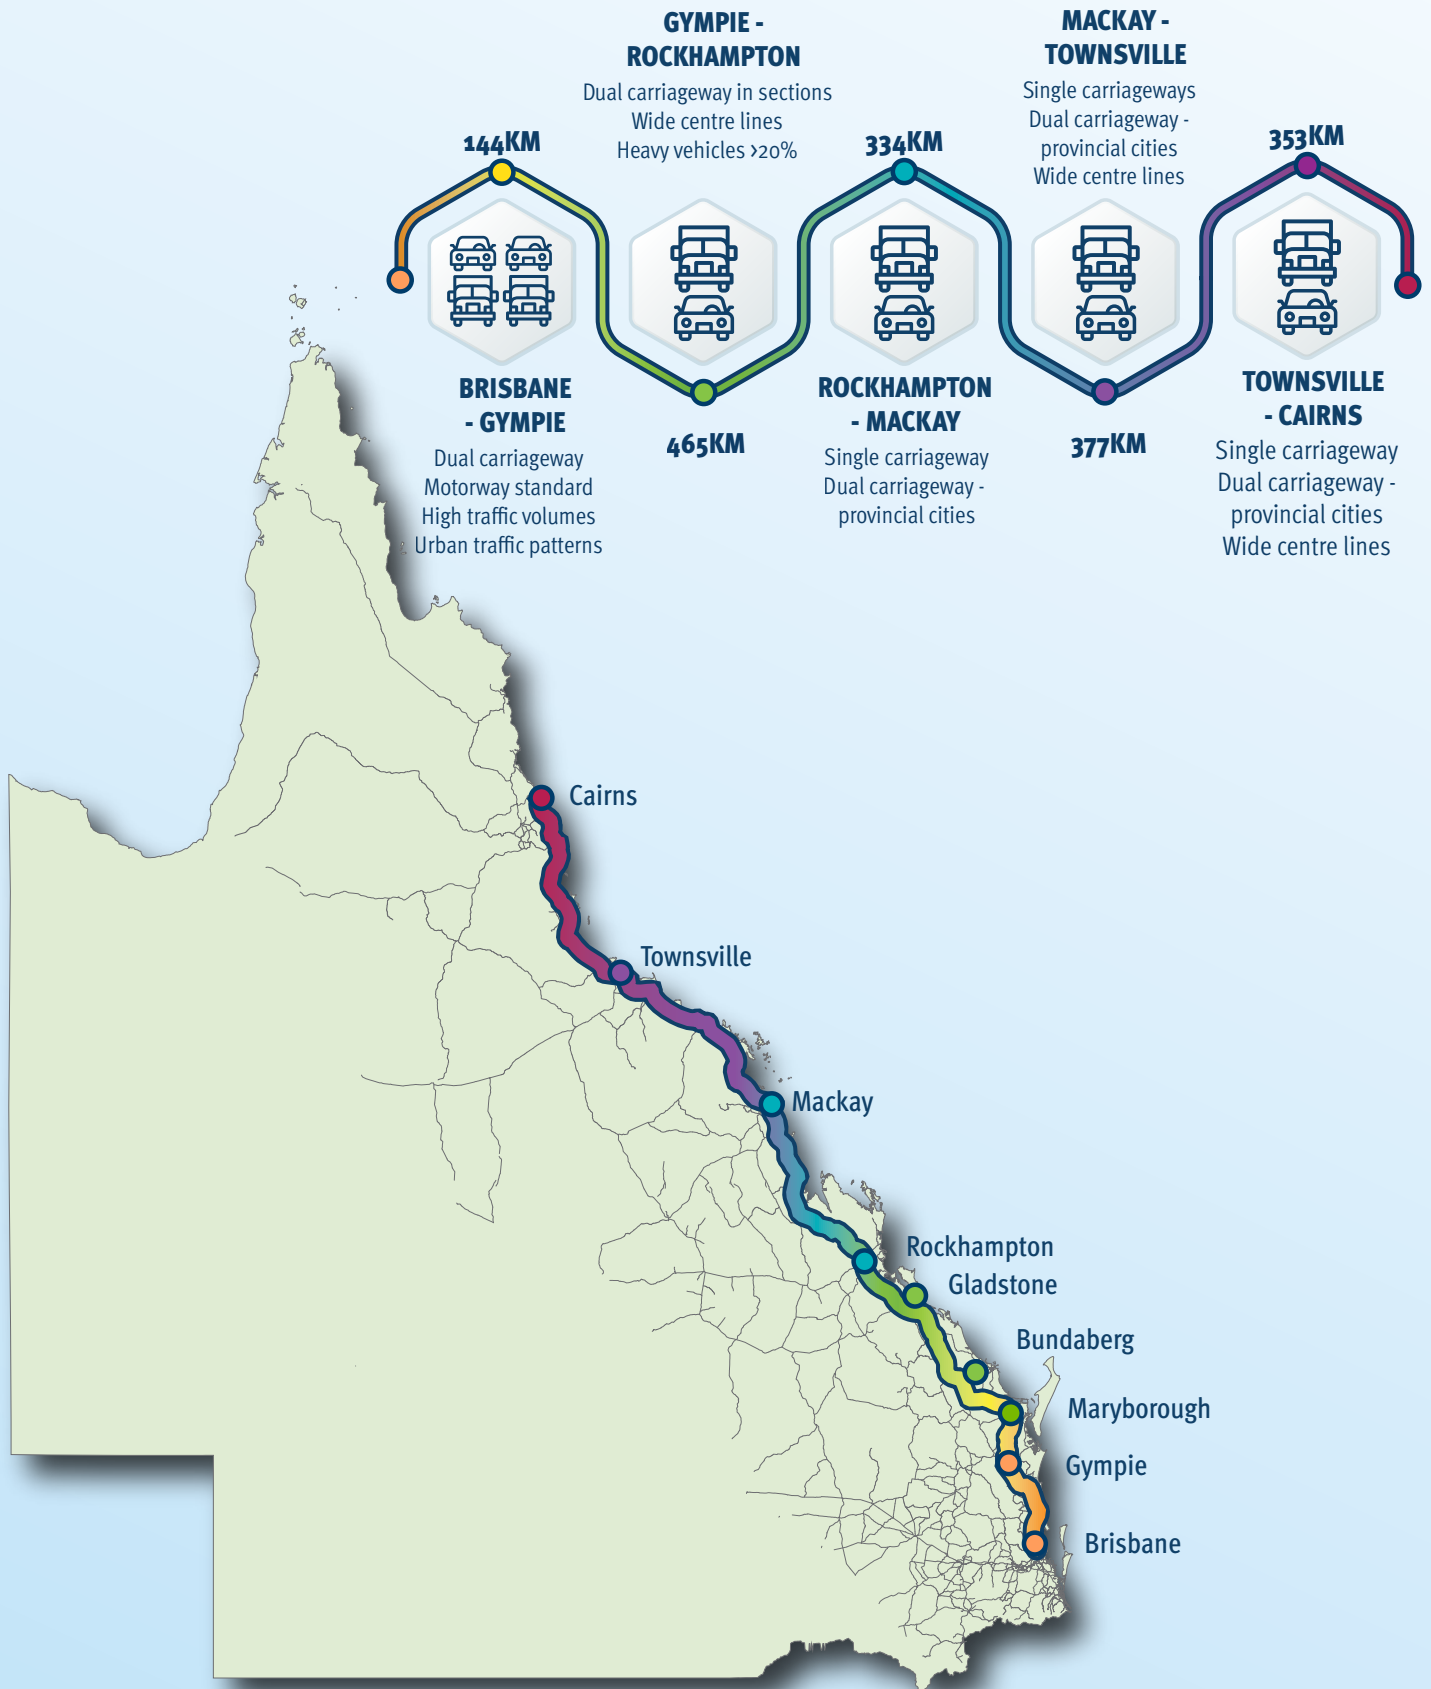 GYMPIE -
ROCKHAMPTON
Dual carriageway in sections
Wide centre lines
Heavy vehicles >20%
MACKAY -
TOWNSVILLE
Single carriageways
Dual carriageway -
provincial cities
Wide centre lines
144KM
334KM
353KM
BRISBANE
- GYMPIE
Dual carriageway
Motorway standard
High traffic volumes
Urban traffic patterns
465KM
ROCKHAMPTON
- MACKAY
Single carriageway
Dual carriageway -
provincial cities
377KM
TOWNSVILLE
- CAIRNS
Single carriageway
Dual carriageway -
provincial cities
Wide centre lines
Cairns
Townsville
Mackay
Rockhampton
Gladstone
Bundaberg
Maryborough
Gympie
Brisbane